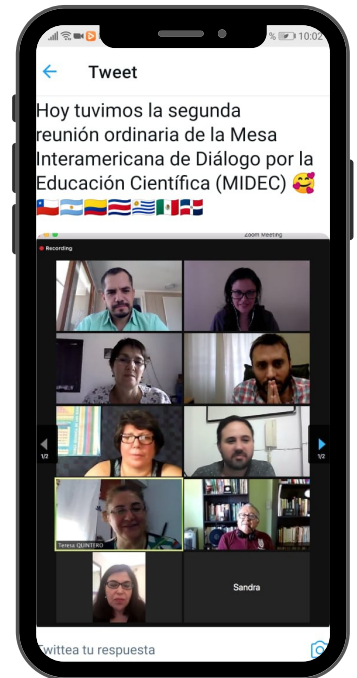 % 10:02
Tweet
Hoy tuvimos la segunda
reunión ordinaria de la Mesa
Interamericana de Diálogo por la
Educación Científica (MIDEC) 🥰
🇨🇱🇦🇷🇨🇴🇨🇷🇺🇾🇲🇽🇩🇴
Zoom Meeting
Recording
1/2
1/2
Teresa QUINTERO
Sandra
Twittea tu respuesta